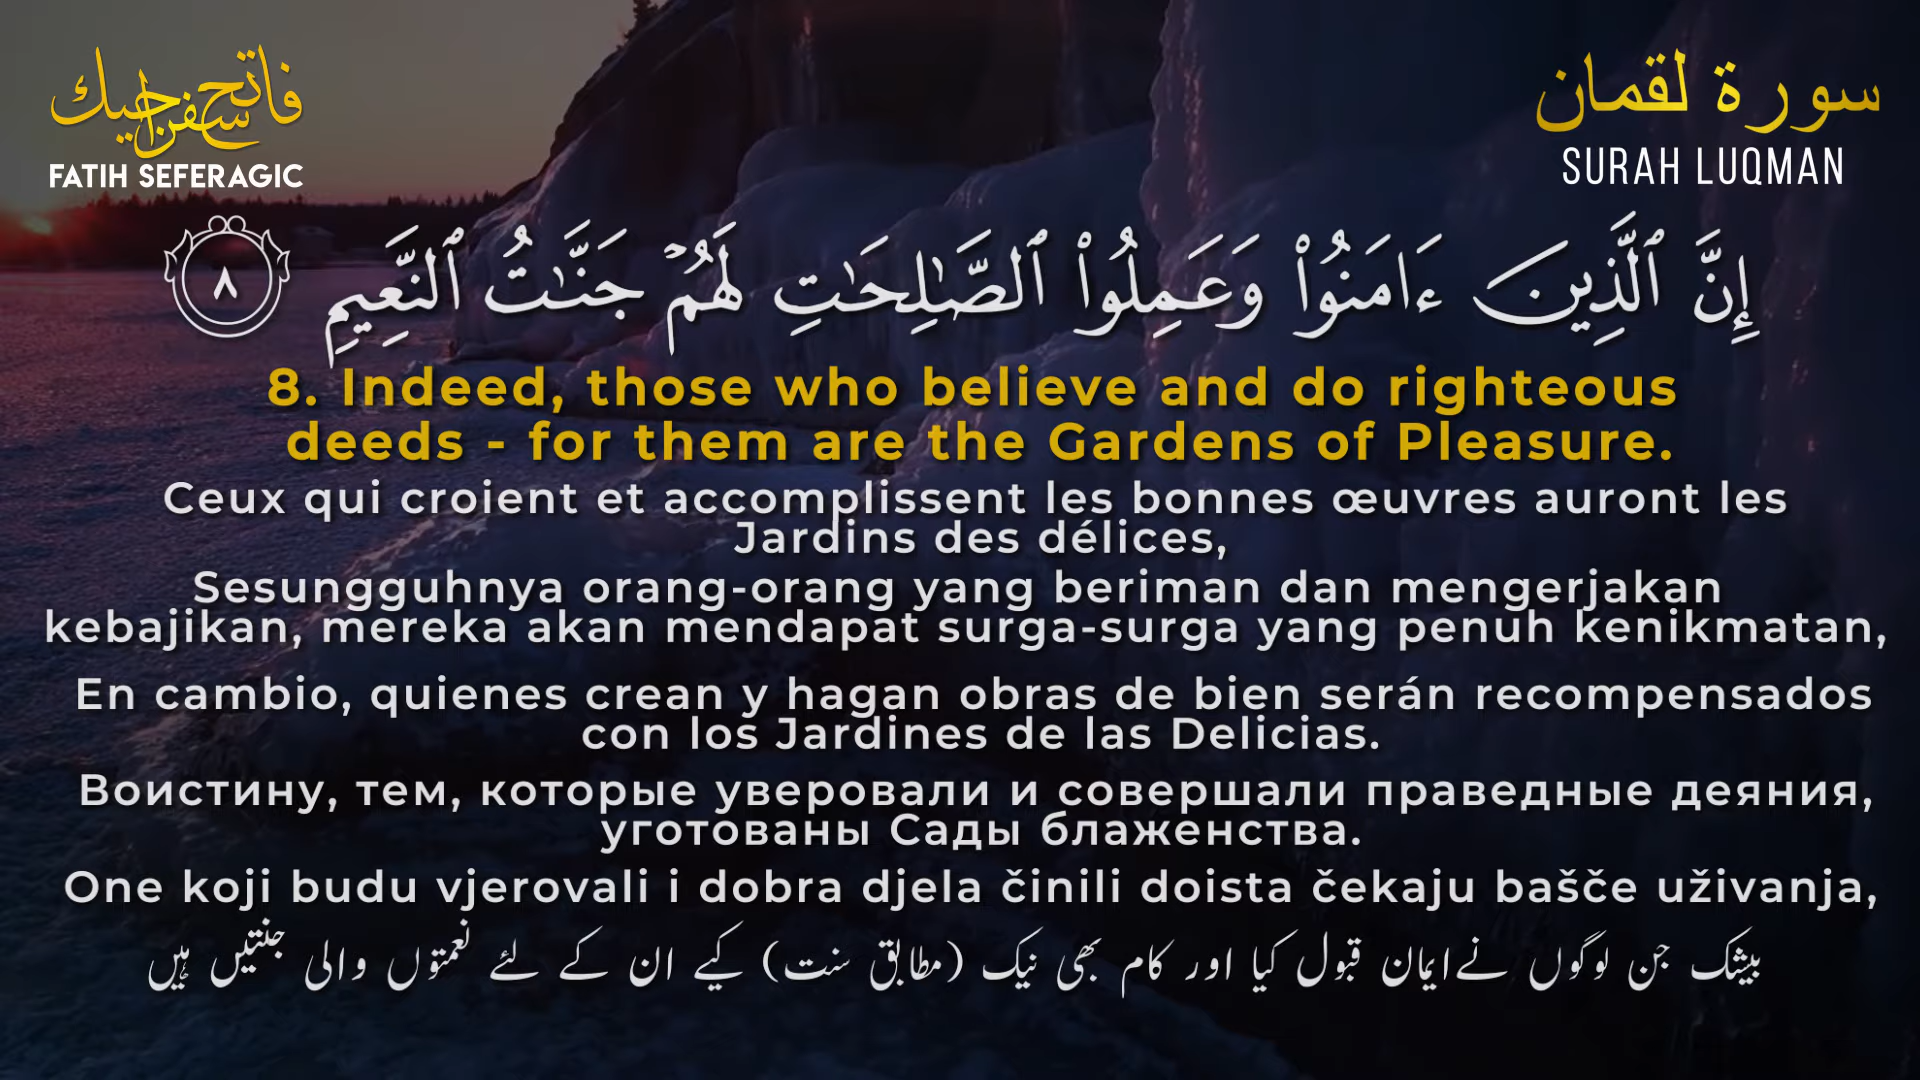 فاتح سفراجيك
FATIH SEFERAGIC
سورة لقمان
SURAH LUQMAN
إِنَّ ٱلَّذِينَ ءَامَنُوا۟ وَعَمِلُوا۟ ٱلصَّـٰلِحَـٰتِ لَهُمْ جَنَّـٰتُ ٱلنَّعِيمِ ٨
8. Indeed, those who believe and do righteous
deeds - for them are the Gardens of Pleasure.
Ceux qui croient et accomplissent les bonnes œuvres auront les
Jardins des délices,
Sesungguhnya orang-orang yang beriman dan mengerjakan
kebajikan, mereka akan mendapat surga-surga yang penuh kenikmatan,
En cambio, quienes crean y hagan obras de bien serán recompensados
con los Jardines de las Delicias.
Воистину, тем, которые уверовали и совершали праведные деяния,
уготованы Сады блаженства.
One koji budu vjerovali i dobra djela činili doista čekaju bašče uživanja,
بیشک جن لوگوں نےایمان قبول کیا اور کام بھی نیک (مطابق سنت) کیے ان کے لئے نعمتوں والی جنتیں ہیں